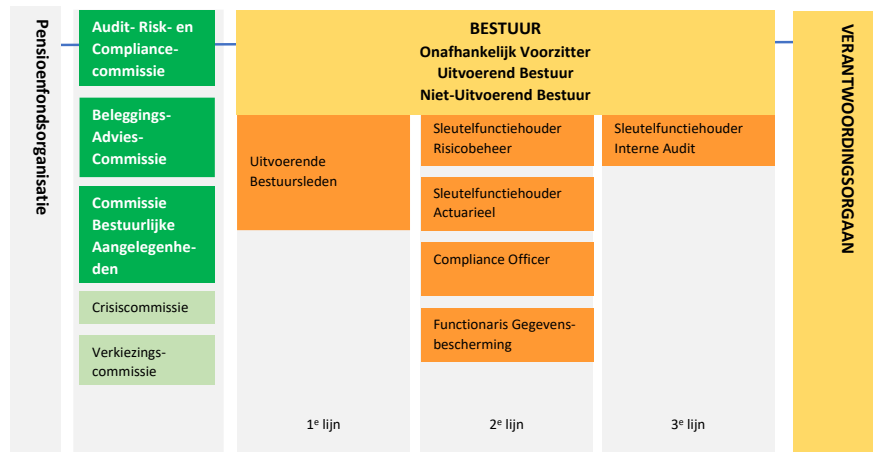 Pensioenfondsorganisatie
Audit- Risk- en
Compliance-
commissie
Beleggings-
Advies-
Commissie
Commissie
Bestuurlijke
Aangelegenhe-
den
Crisiscommissie
Verkiezings-
commissie
BESTUUR
Onafhankelijk Voorzitter
Uitvoerend Bestuur
Niet-Uitvoerend Bestuur
Uitvoerende
Bestuursleden
1e lijn
Sleutelfunctiehouder
Risicobeheer
Sleutelfunctiehouder
Actuarieel
Compliance Officer
Functionaris Gegevens-
bescherming
2e lijn
Sleutelfunctiehouder
Interne Audit
3e lijn
VERANTWOORDINGSORGAAN